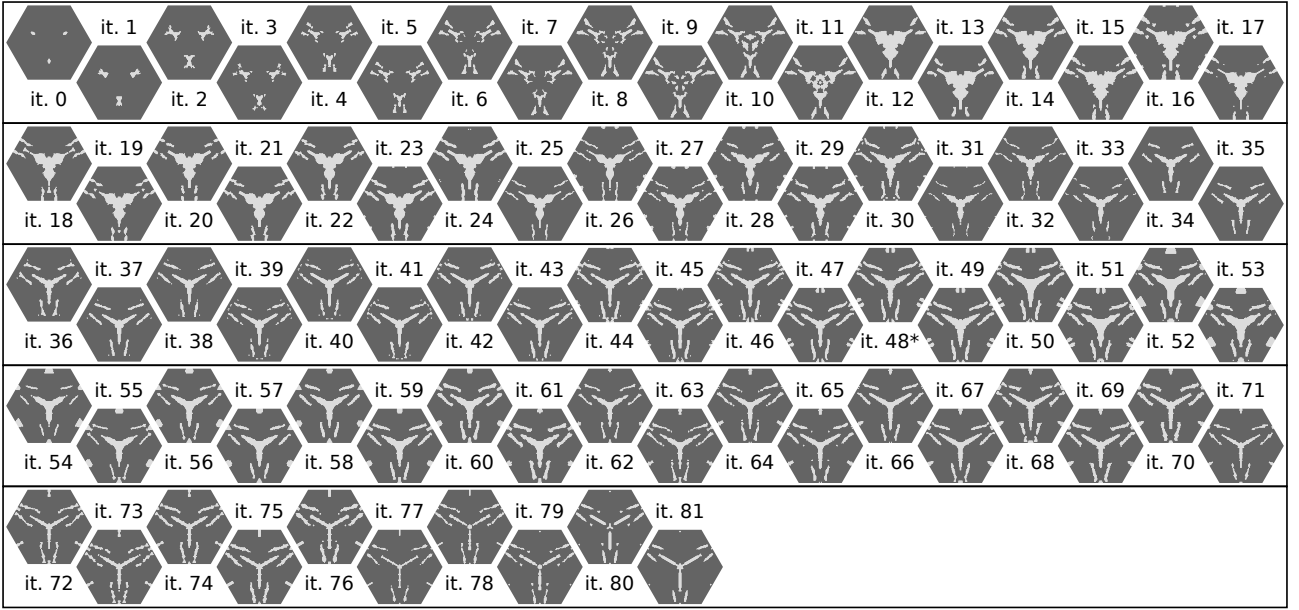 it. 1 it. 3 it. 5 it. 7 it. 9 it. 11 it. 13 it. 15 it. 17
it. 0 it. 2 it. 4 it. 6 it. 8 it. 10 it. 12 it. 14 it. 16
it. 19 it. 21 it. 23 it. 25 it. 27 it. 29 it. 31 it. 33 it. 35
it. 18 it. 20 it. 22 it. 24 it. 26 it. 28 it. 30 it. 32 it. 34
it. 37 it. 39 it. 41 it. 43 it. 45 it. 47 it. 49 it. 51 it. 53
it. 36 it. 38 it. 40 it. 42 it. 44 it. 46 it. 48* it. 50 it. 52
it. 55 it. 57 it. 59 it. 61 it. 63 it. 65 it. 67 it. 69 it. 71
it. 54 it. 56 it. 58 it. 60 it. 62 it. 64 it. 66 it. 68 it. 70
it. 73 it. 75 it. 77 it. 79 it. 81
it. 72 it. 74 it. 76 it. 78 it. 80